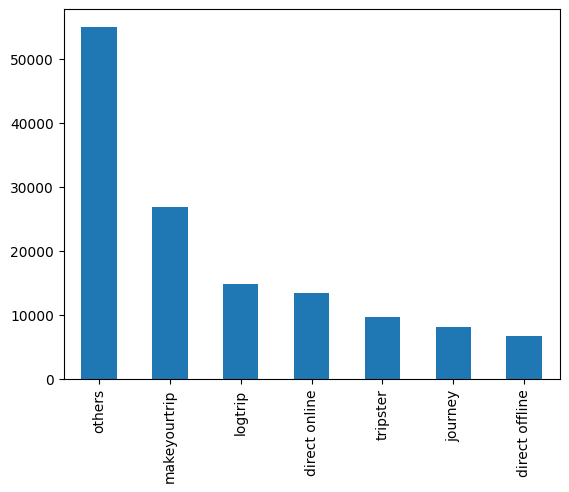 50000
40000
30000
20000
10000
0
others
makeyourtrip
logtrip
direct online
tripster
journey
direct offline